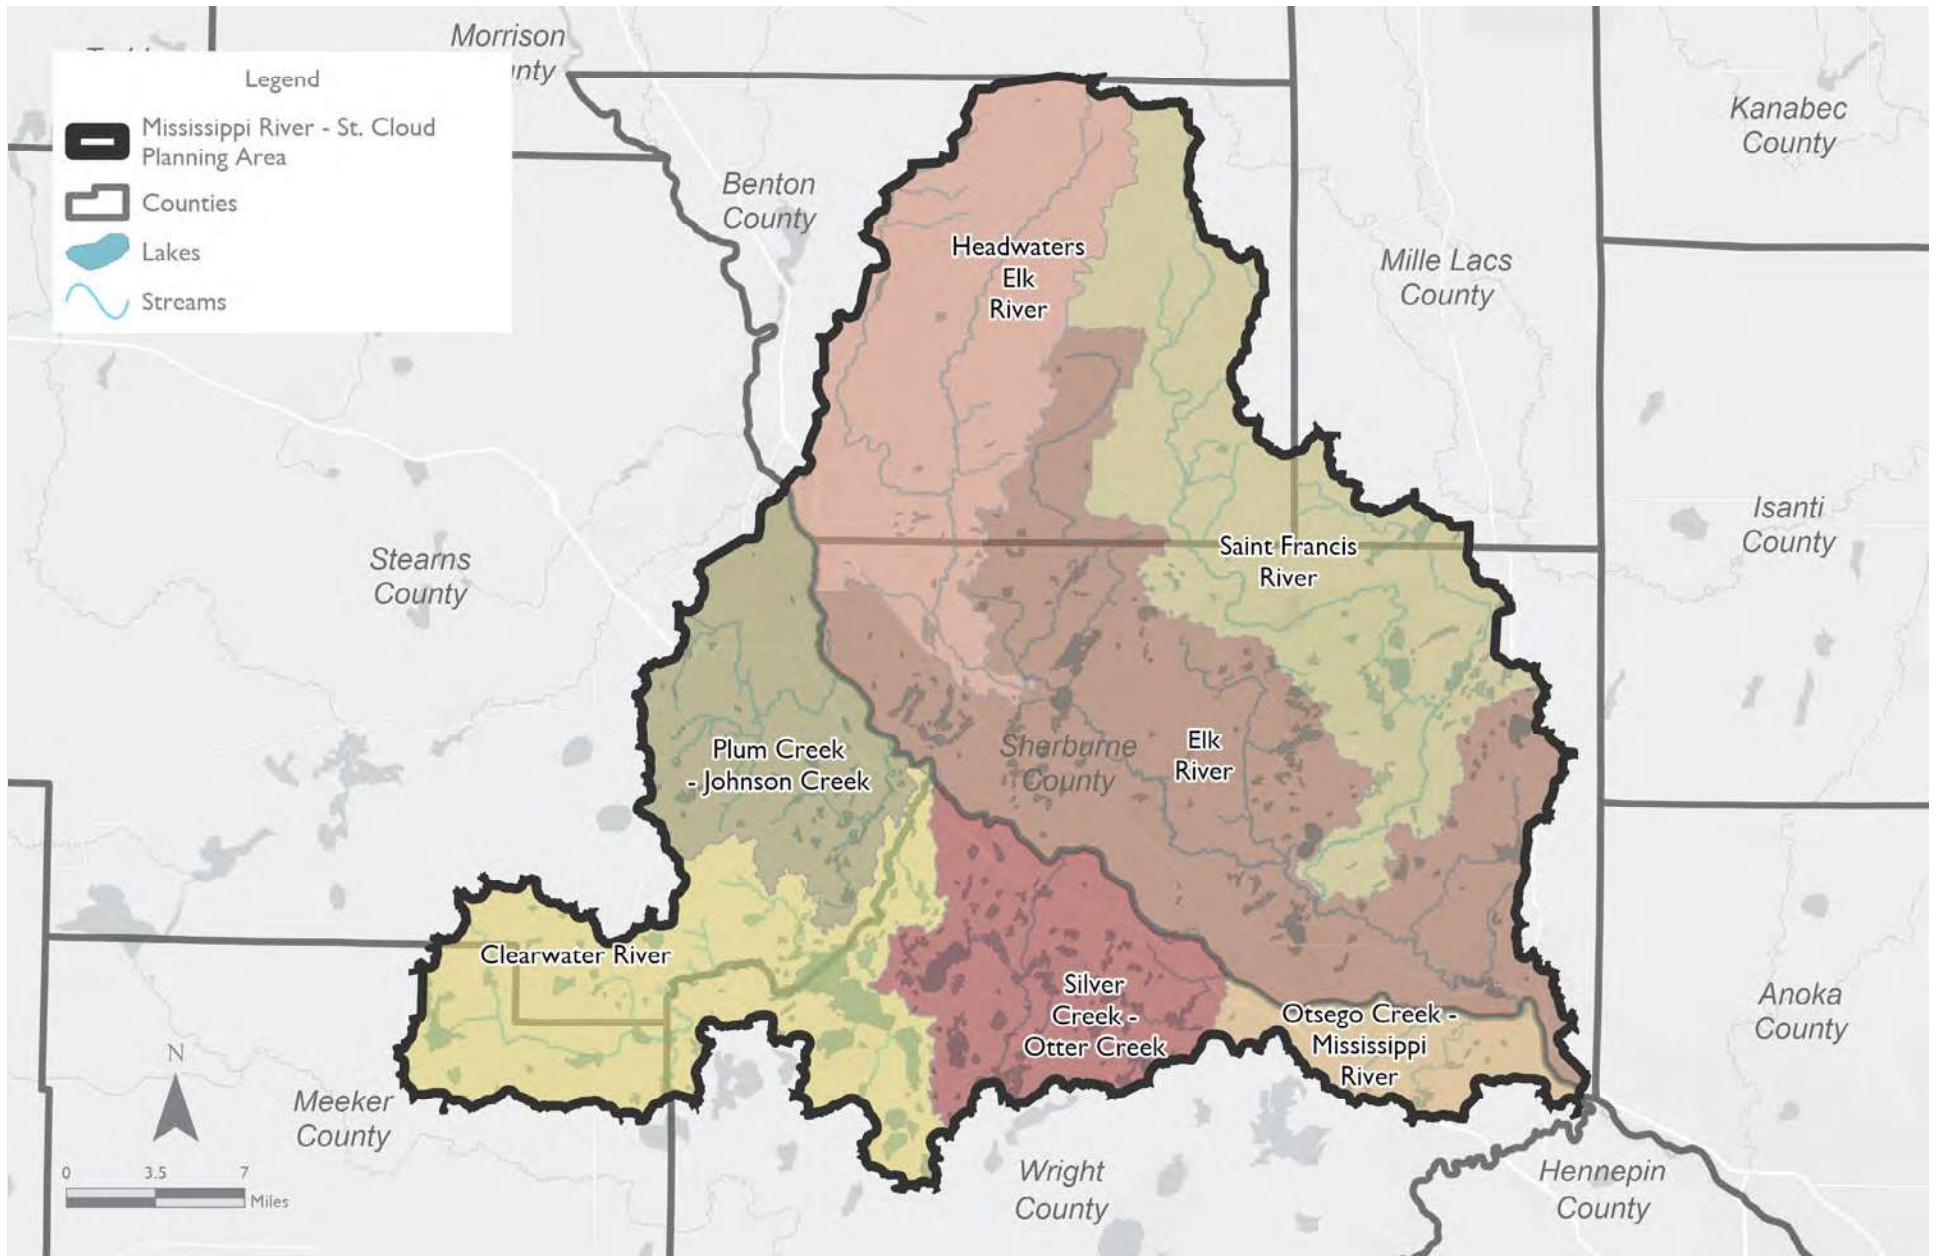 Morrison
County
Legend
Mississippi River - St. Cloud
Planning Area
Counties
Lakes
Streams
Kanabec
County
Benton
County
Headwaters
Elk
River
Mille Lacs
County
Isanti
County
Stearns
County
Saint Francis
River
Plum Creek
- Johnson Creek
Sherburne
County
Elk
River
Clearwater River
Silver
Creek -
Otter Creek
Otsego Creek -
Mississippi
River
Anoka
County
N
Meeker
County
0 3.5 7
Miles
Wright
County
Hennepin
County